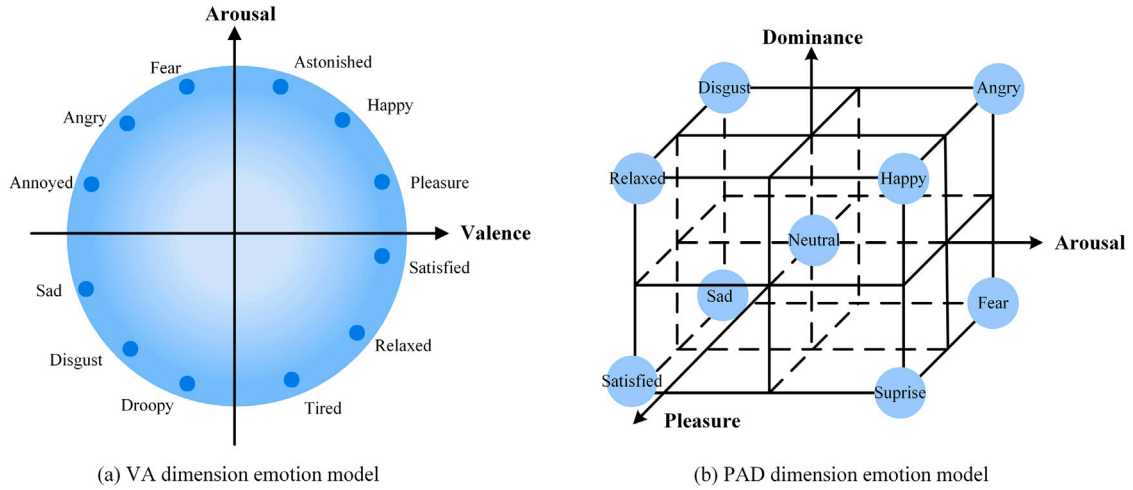 Arousal
Fear
Astonished
Angry
Happy
Annoyed
Pleasure
Valence
Satisfied
Sad
Relaxed
Disgust
Droopy
Tired
(a) VA dimension emotion model
Dominance
Disgust
Angry
Relaxed
Happy
Neutral
Arousal
Sad
Fear
Satisfied
Suprise
Pleasure
(b) PAD dimension emotion model